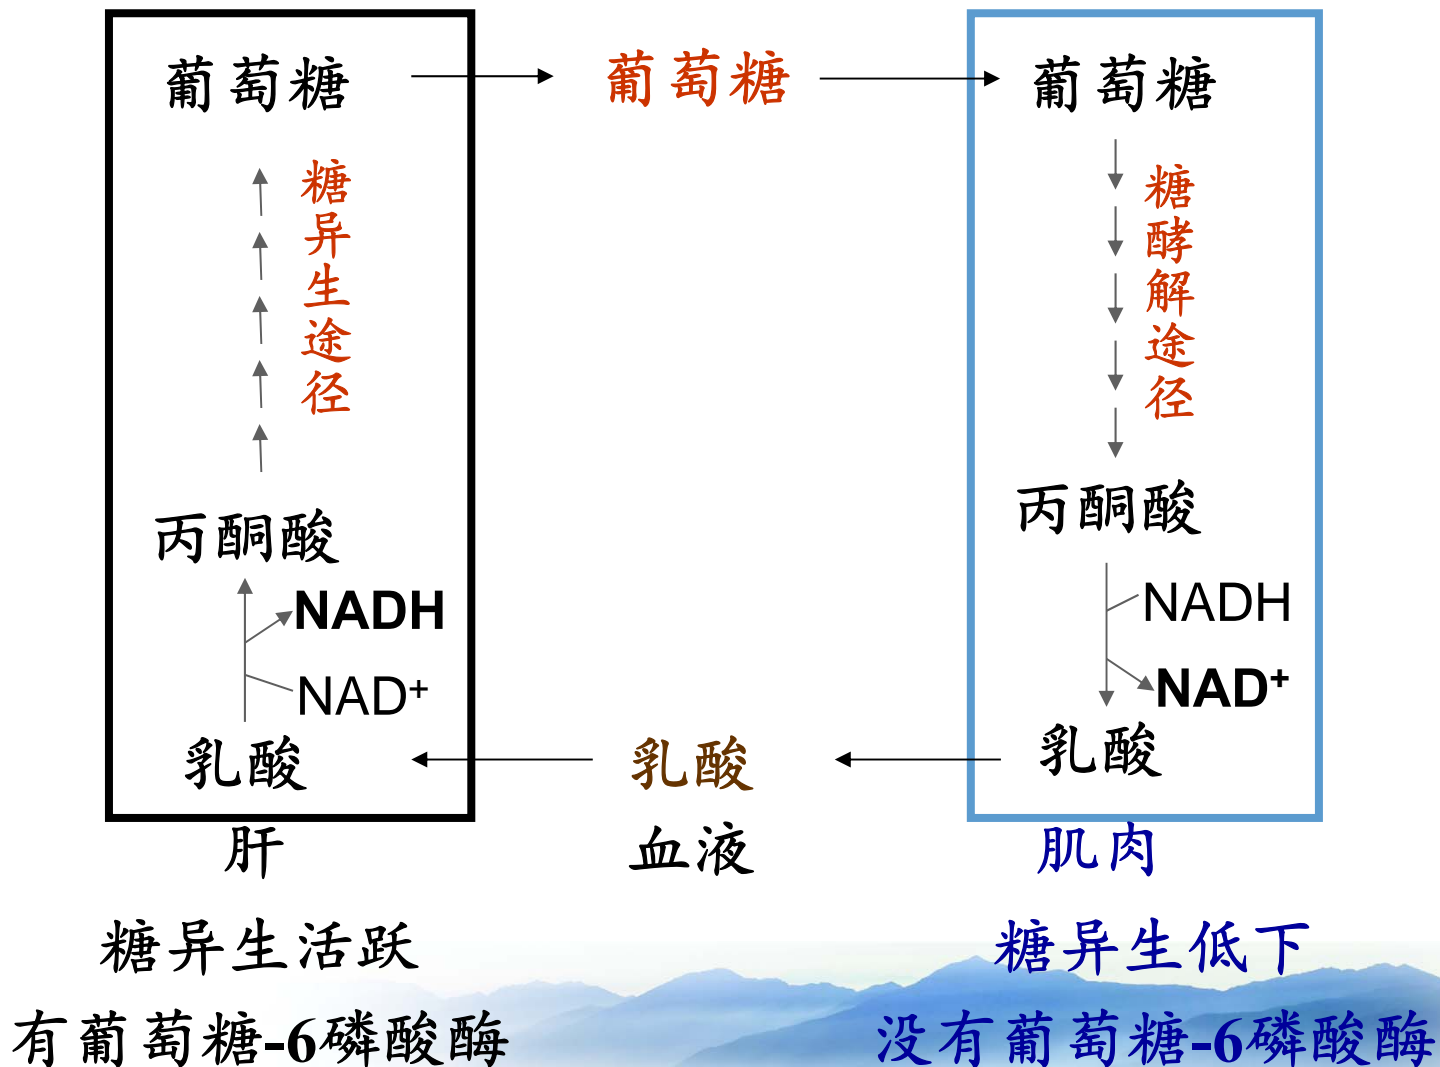 葡萄糖
葡萄糖
葡萄糖
糖异生途径
糖酵解途径
丙酮酸
丙酮酸
NADH
NADH
NAD⁺
NAD⁺
乳酸
乳酸
乳酸
肝
血液
肌肉
糖异生活跃
糖异生低下
有葡萄糖-6磷酸酶
没有葡萄糖-6磷酸酶